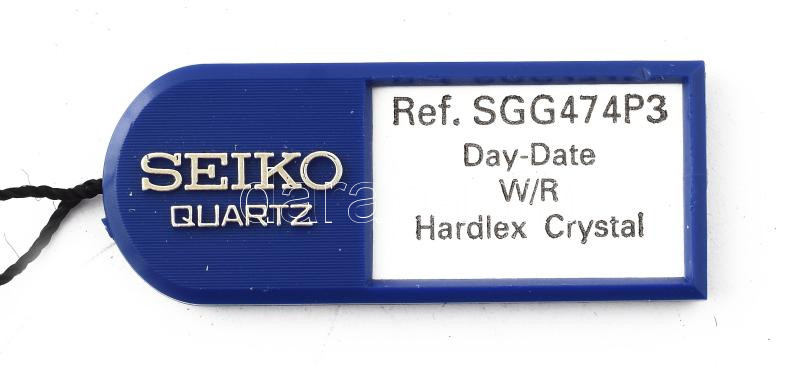 SEIKO
QUARTZ
Ref. SGG474P3
Day-Date
W/R
Hardlex Crystal